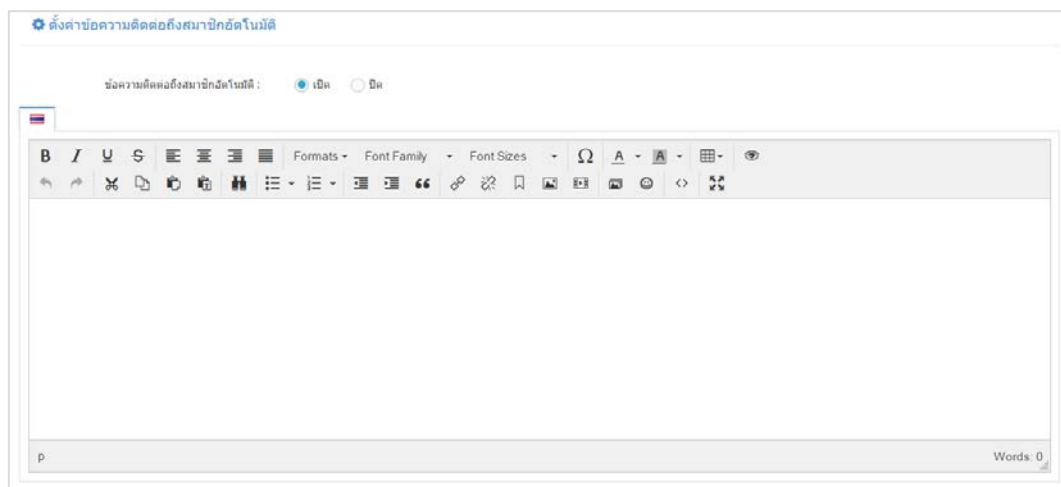 ตั้งค่าข้อความติดต่อถึงสมาชิกอัตโนมัติ
ข้อความติดต่อถึงสมาชิกอัตโนมัติ : เปิด ปิด
B I U S Formats Font Family Font Sizes Ω A A
p Words: 0